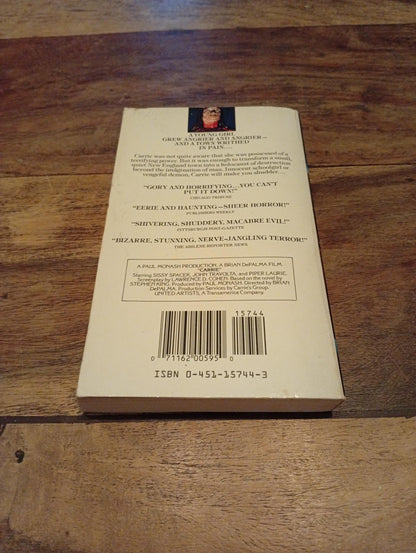 A YOUNG GIRL
GREW ANGRIER AND ANGRIER—
AND A TOWN WRITHED
IN PAIN....
Carrie was not quite aware that she was possessed of a
terrifying power. But it was enough to transform a small,
quiet New England town into a holocaust of destruction
beyond the imagination of man. Innocent schoolgirl or
vengeful demon, Carrie will make you shudder...
"GORY AND HORRIFYING... YOU CAN'T
PUT IT DOWN!"
CHICAGO TRIBUNE
"EERIE AND HAUNTING—SHEER HORROR!"
PUBLISHERS WEEKLY
"SHIVERING, SHUDDERY, MACABRE EVIL!"
PITTSBURGH POST-GAZETTE
"BIZARRE, STUNNING, NERVE-JANGLING TERROR!"
THE ABILENE REPORTER NEWS
A PAUL MONASH PRODUCTION. A BRIAN DePALMA FILM.
"CARRIE"
Starring SISSY SPACEK, JOHN TRAVOLTA, and PIPER LAURIE.
Screenplay by LAWRENCE D. COHEN. Based on the novel by
STEPHEN KING. Produced by PAUL MONASH. Directed by BRIAN
DePALMA. Production Services by Carrie's Group.
UNITED ARTISTS, A Transamerica Company.
15744
0 71162 00595 0
ISBN 0-451-15744-3